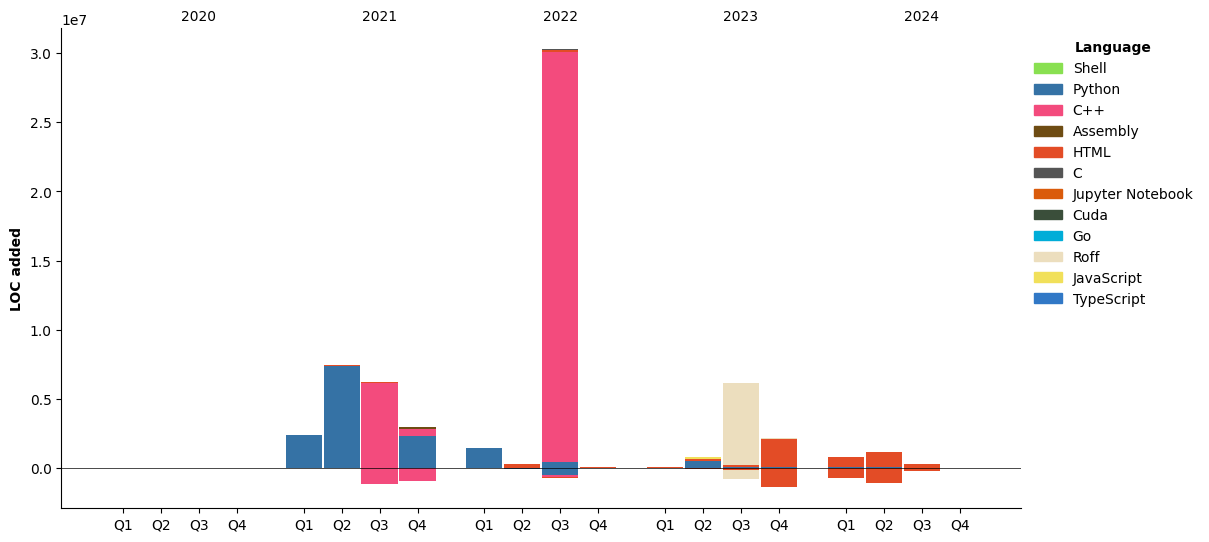 1e7
2020 2021 2022 2023 2024
3.0
2.5
2.0
1.5
1.0
0.5
0.0
LOC added
Q1 Q2 Q3 Q4 Q1 Q2 Q3 Q4 Q1 Q2 Q3 Q4 Q1 Q2 Q3 Q4 Q1 Q2 Q3 Q4
Language
Shell
Python
C++
Assembly
HTML
C
Jupyter Notebook
Cuda
Go
Roff
JavaScript
TypeScript